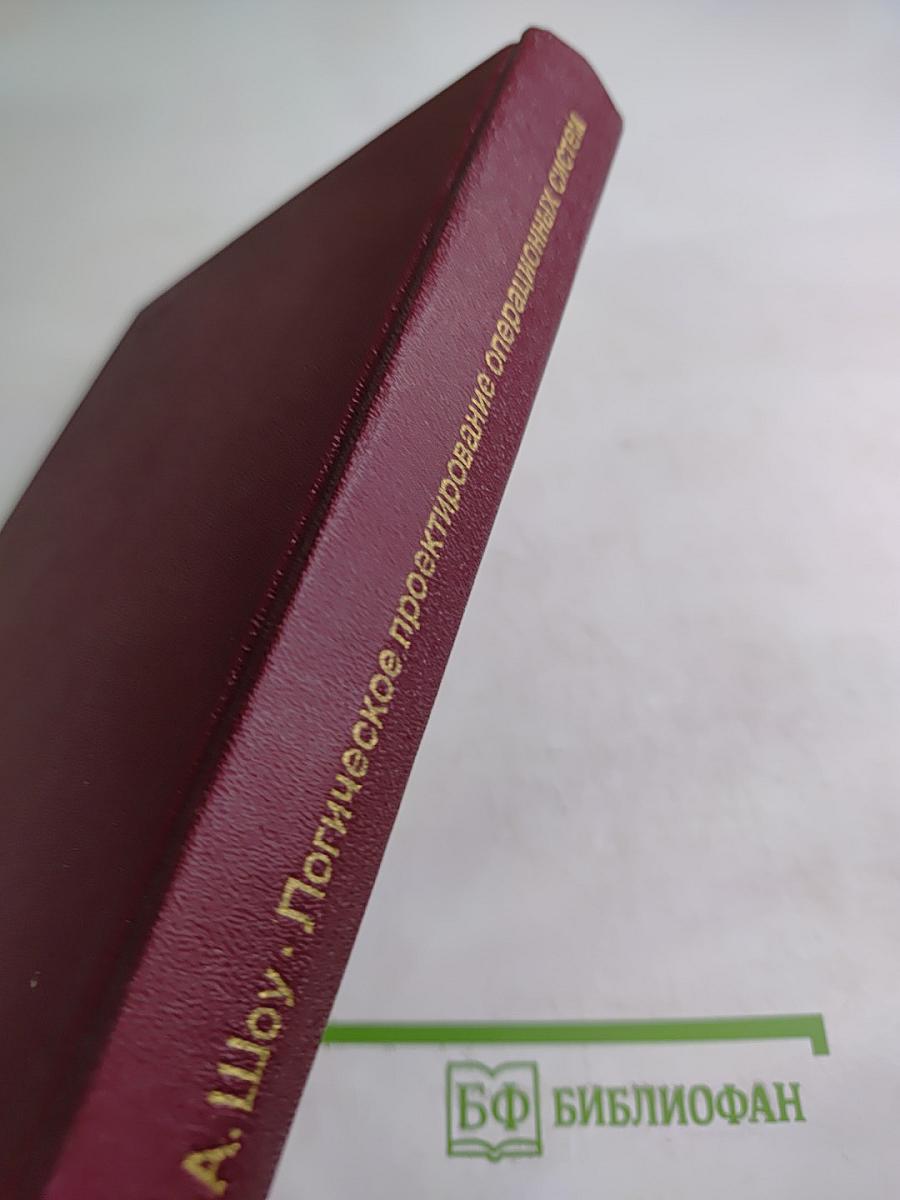 А. Шоу · Логическое проектирование операционных систем
БФ БИБЛИОФАН